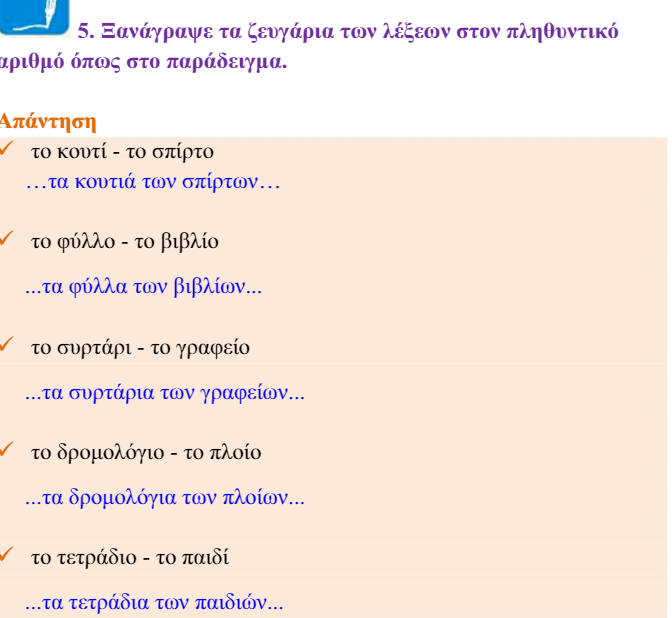 5. Ξανάγραψε τα ζευγάρια των λέξεων στον πληθυντικό
αριθμό όπως στο παράδειγμα.
Απάντηση
το κουτί - το σπίρτο
…τα κουτιά των σπίρτων…
το φύλλο - το βιβλίο
...τα φύλλα των βιβλίων...
το συρτάρι - το γραφείο
...τα συρτάρια των γραφείων...
το δρομολόγιο - το πλοίο
...τα δρομολόγια των πλοίων...
το τετράδιο - το παιδί
...τα τετράδια των παιδιών...